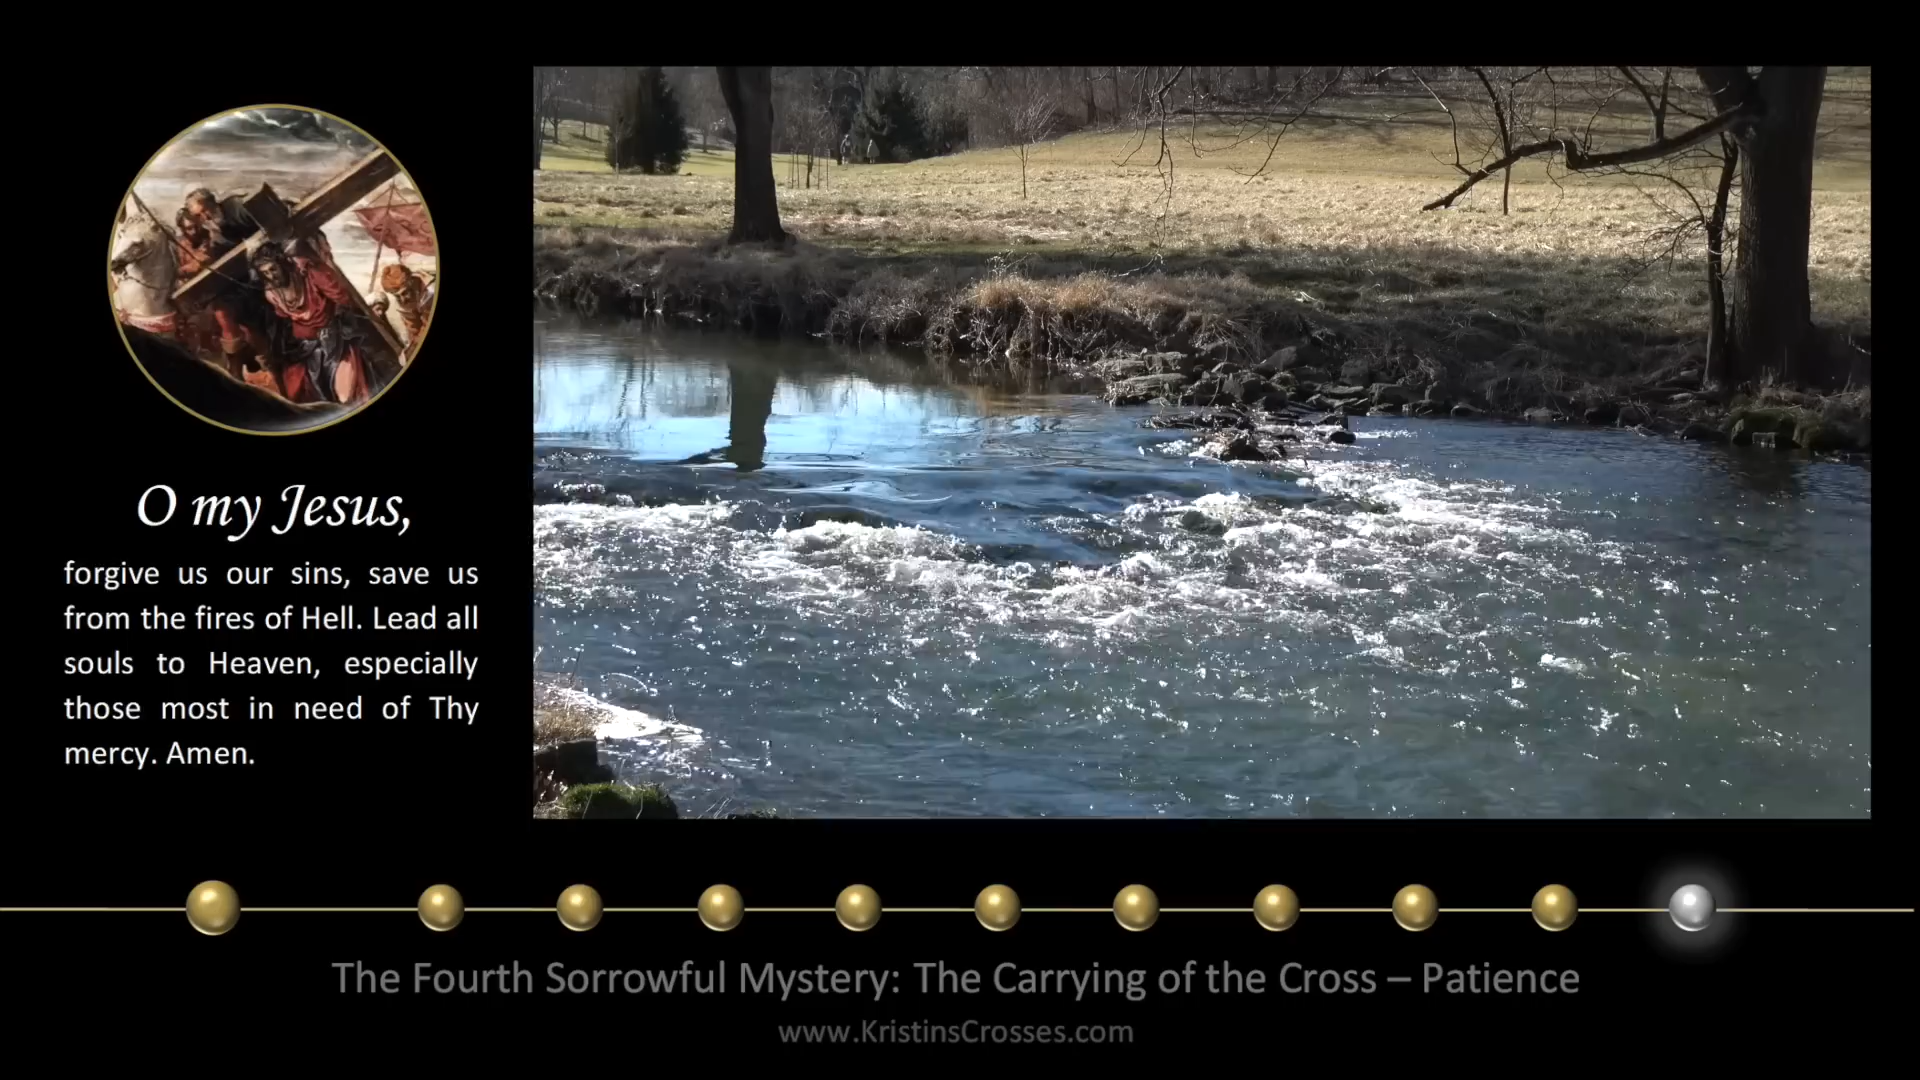 O my Jesus,
forgive us our sins, save us
from the fires of Hell. Lead all
souls to Heaven, especially
those most in need of Thy
mercy. Amen.
The Fourth Sorrowful Mystery: The Carrying of the Cross – Patience
www.KristinsCrosses.com